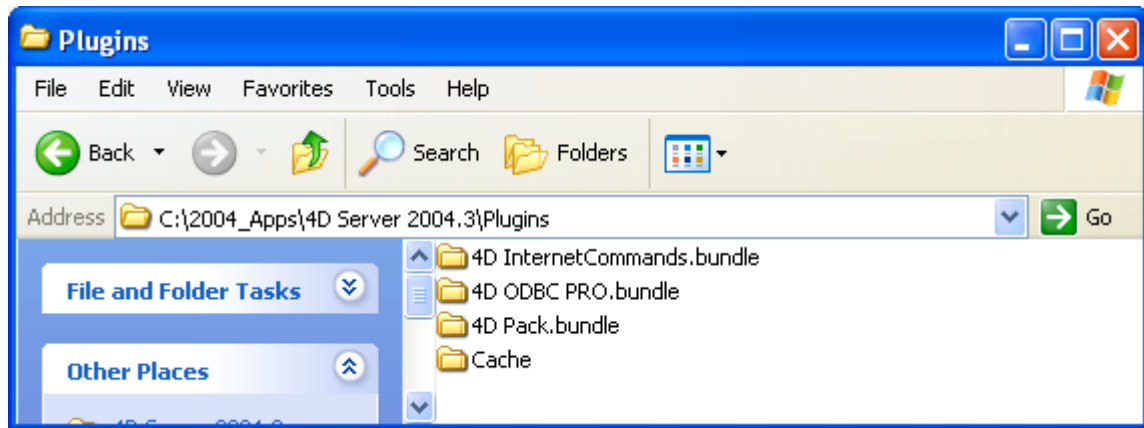 Plugins
File Edit View Favorites Tools Help
Back Search Folders
Address C:\2004_Apps\4D Server 2004.3\Plugins Go
File and Folder Tasks
Other Places
4D InternetCommands.bundle
4D ODBC PRO.bundle
4D Pack.bundle
Cache